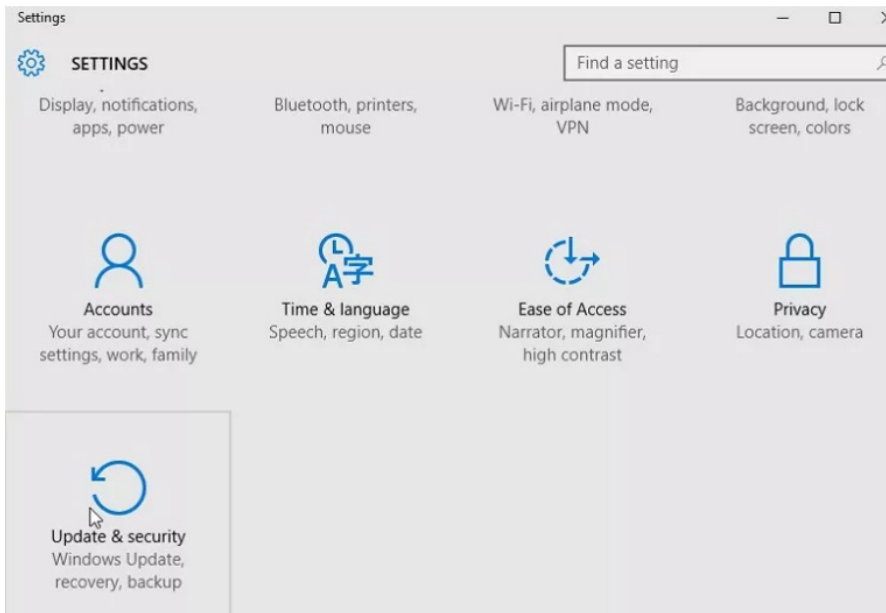 Settings
SETTINGS
Find a setting
Display, notifications,
apps, power
Bluetooth, printers,
mouse
Wi-Fi, airplane mode,
VPN
Background, lock
screen, colors
A字
Accounts
Your account, sync
settings, work, family
Time & language
Speech, region, date
Ease of Access
Narrator, magnifier,
high contrast
Privacy
Location, camera
Update & security
Windows Update,
recovery, backup